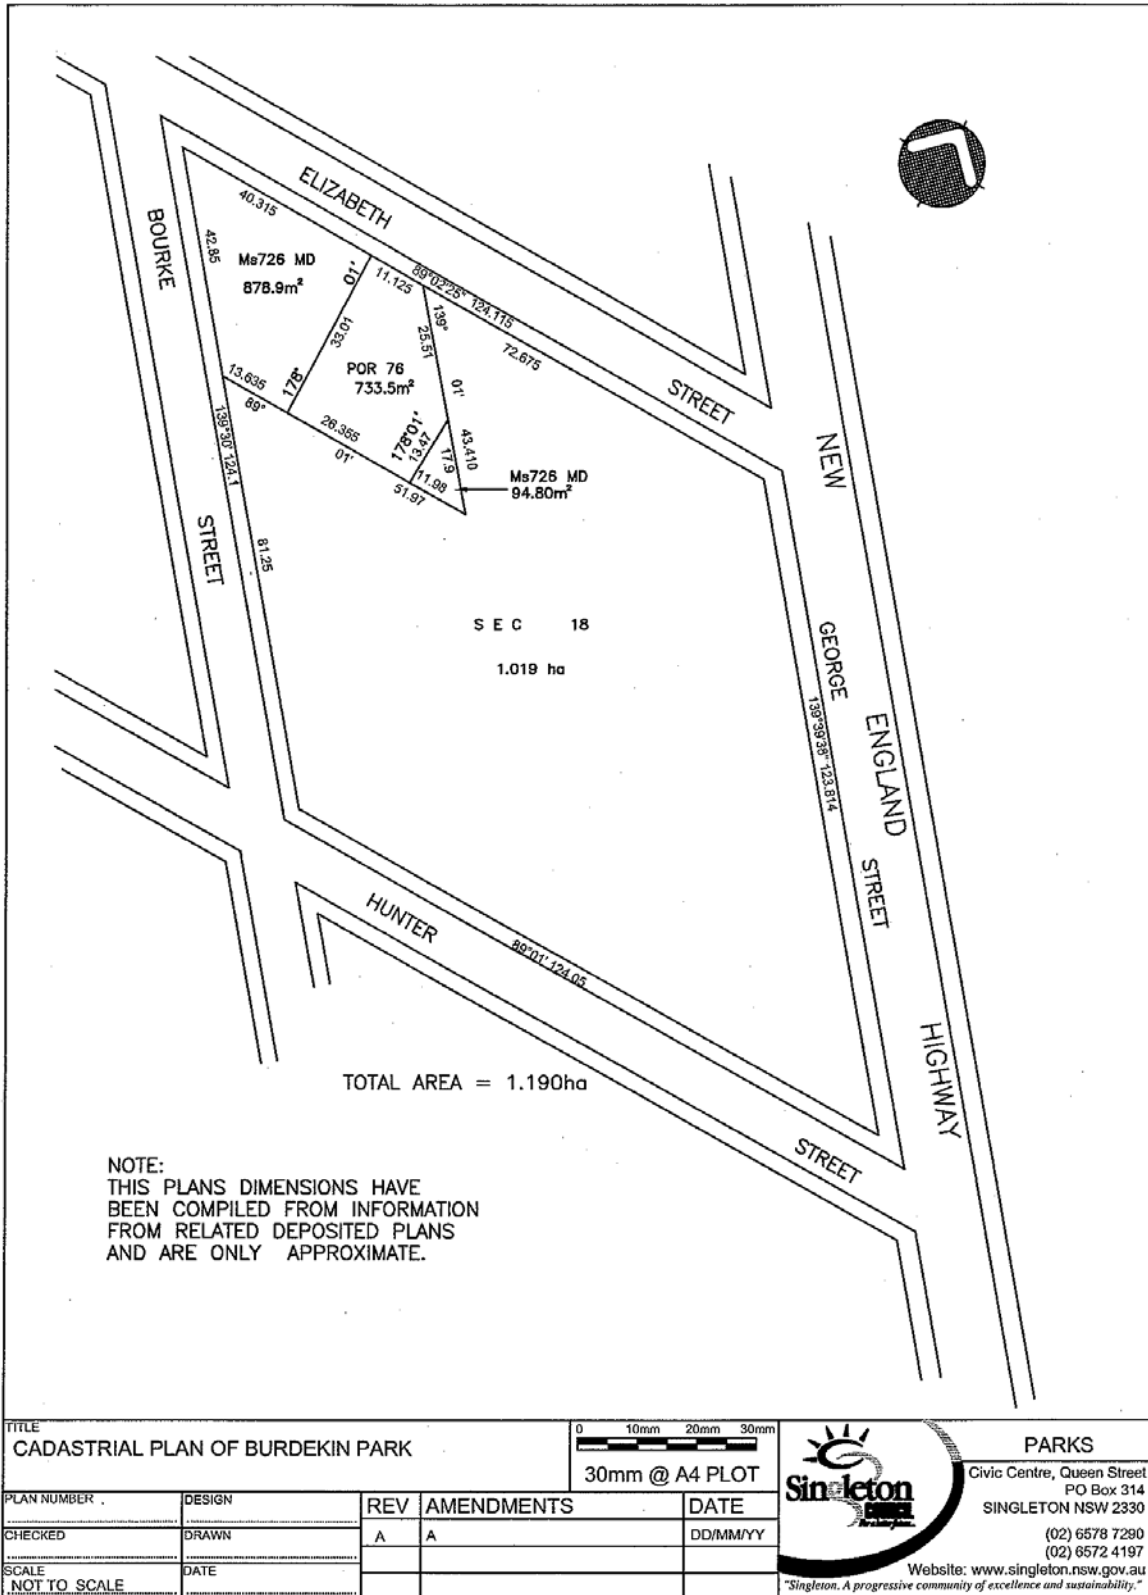 ELIZABETH
STREET
BOURKE
STREET
40.315
42.85
Ms726 MD
878.9m²
01'
33.01
178°
11.125
89°02'25" 124.115
72.675
139°
25.51
01'
43.410
17.9
POR 76
733.5m²
178°01'
13.47
11.98
13.635
89°
26.355
01'
51.97
Ms726 MD
94.80m²
139°30' 124.1
81.25
SEC 18
1.019 ha
NEW
ENGLAND
HIGHWAY
GEORGE
STREET
139°39'38" 123.814
HUNTER
STREET
89°01' 124.05
TOTAL AREA = 1.190ha
NOTE:
THIS PLANS DIMENSIONS HAVE
BEEN COMPILED FROM INFORMATION
FROM RELATED DEPOSITED PLANS
AND ARE ONLY APPROXIMATE.
TITLE
CADASTRIAL PLAN OF BURDEKIN PARK
0 10mm 20mm 30mm
30mm @ A4 PLOT
PLAN NUMBER
DESIGN
CHECKED
DRAWN
SCALE
NOT TO SCALE
DATE
REV AMENDMENTS DATE
A A DD/MM/YY
Singleton
COUNCIL
PARKS
Civic Centre, Queen Street
PO Box 314
SINGLETON NSW 2330
(02) 6578 7290
(02) 6572 4197
Website: www.singleton.nsw.gov.au
"Singleton. A progressive community of excellence and sustainability."